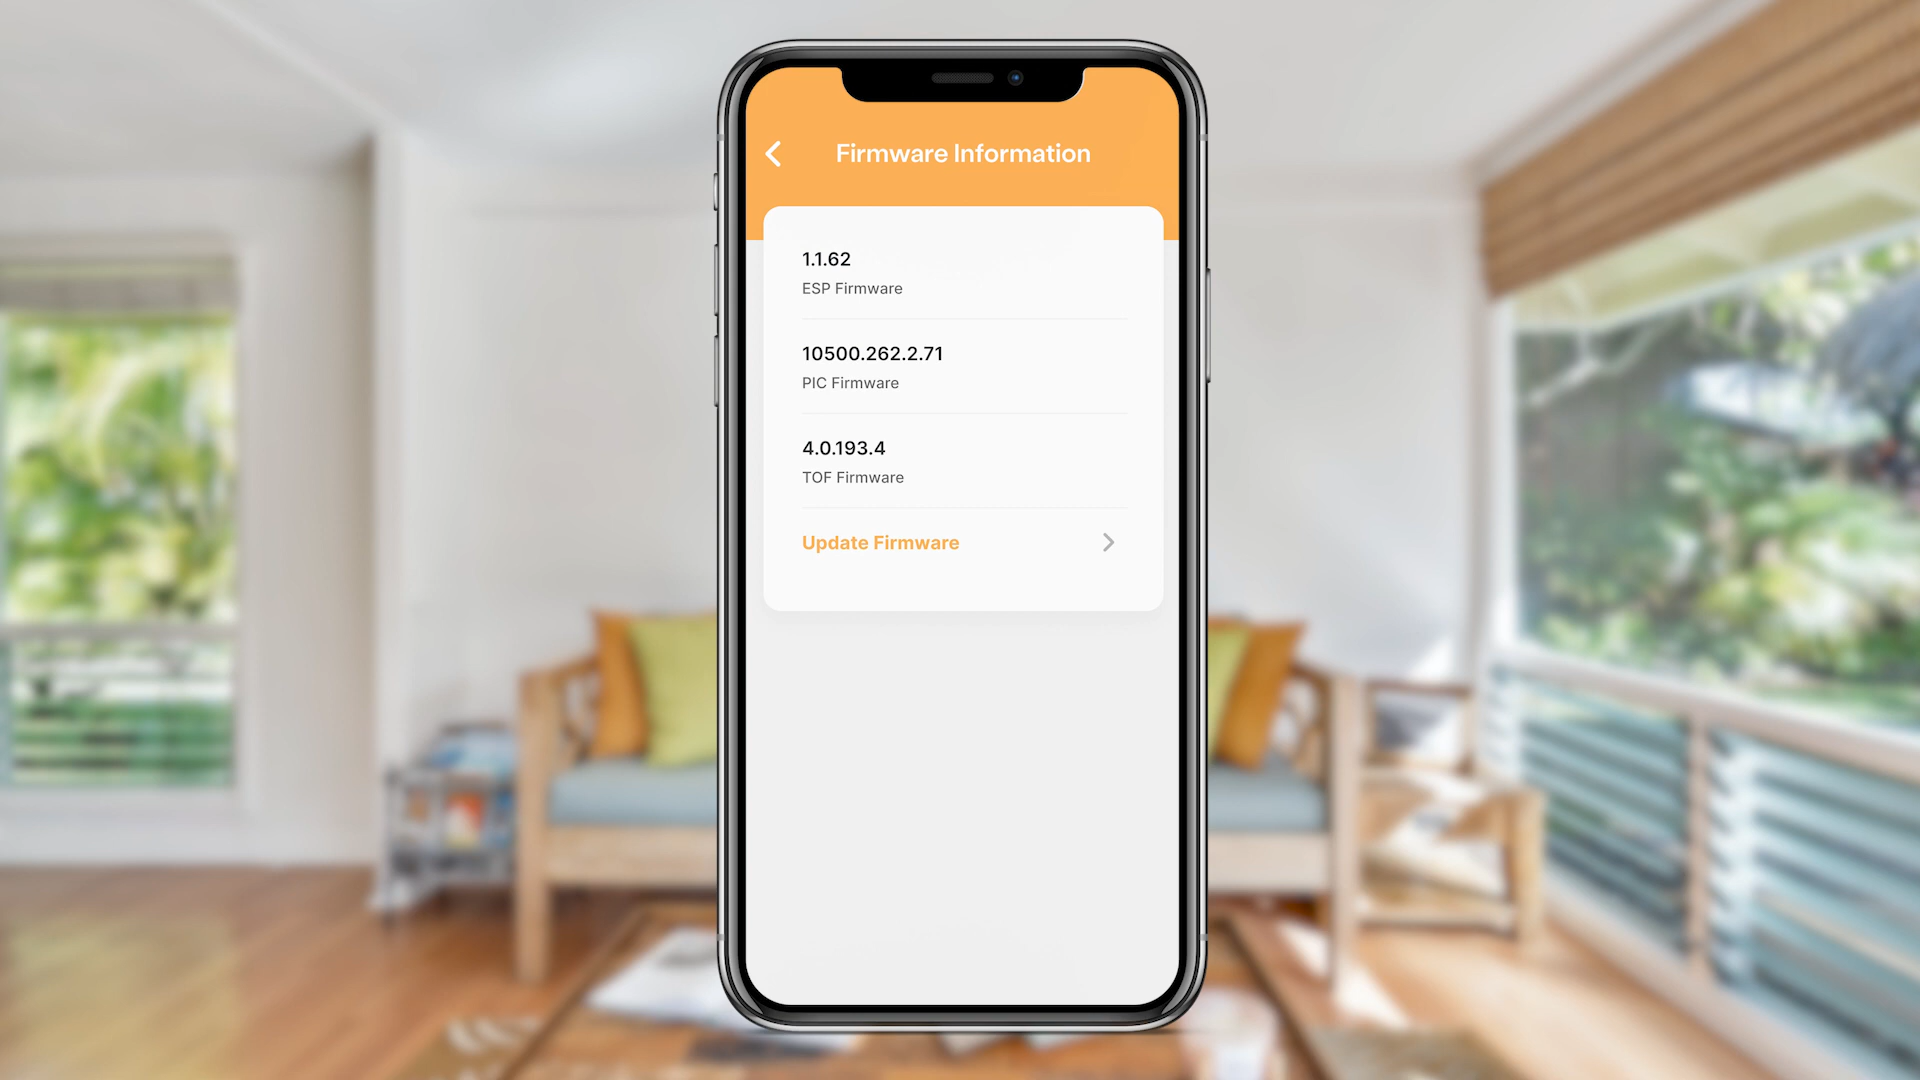 Firmware Information
1.1.62
ESP Firmware
10500.262.2.71
PIC Firmware
4.0.193.4
TOF Firmware
Update Firmware